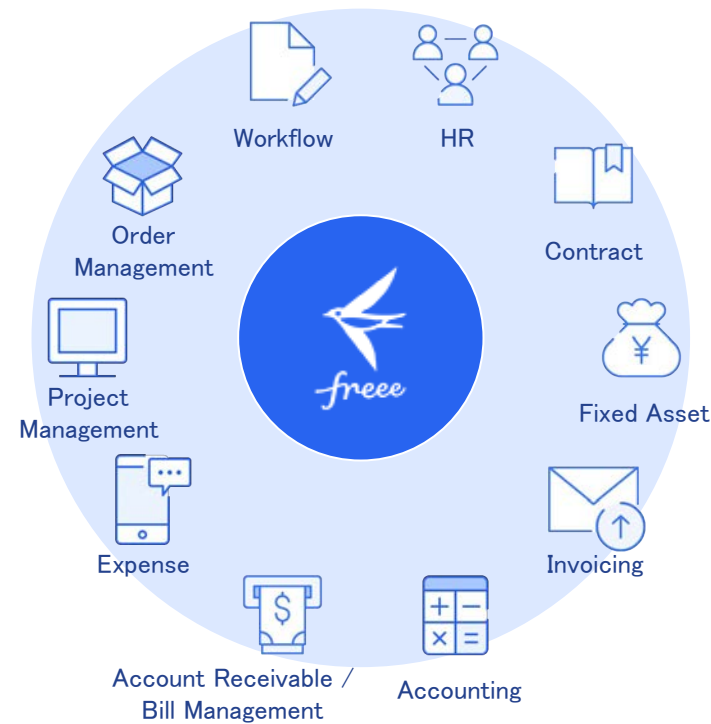 Workflow
HR
Order
Management
Contract
freee
¥
Project
Management
Fixed Asset
Expense
Invoicing
$
Account Receivable /
Bill Management
Accounting